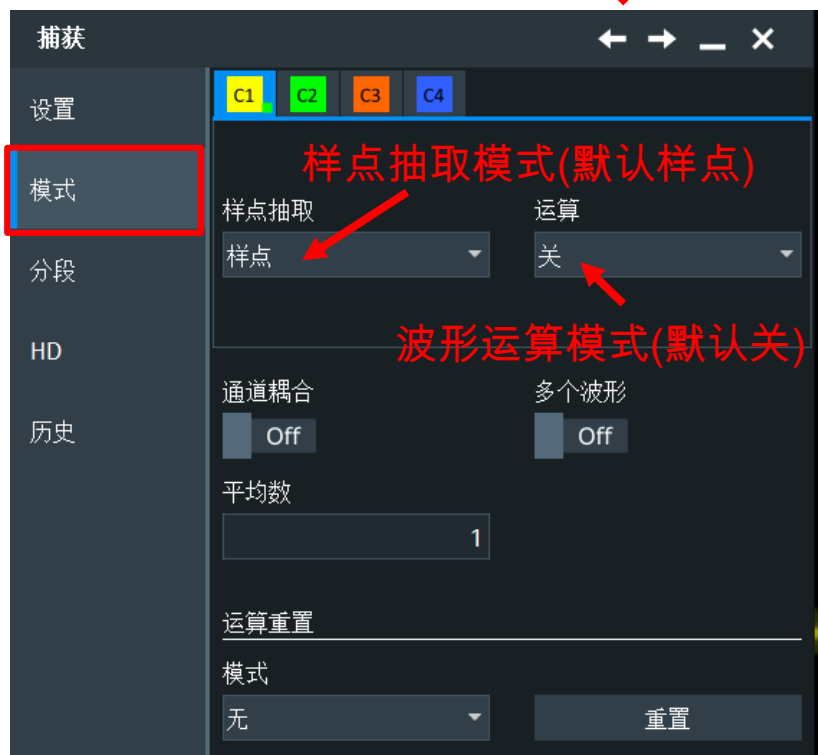 捕获
设置
模式
分段
HD
历史
C1 C2 C3 C4
样点抽取模式(默认样点)
样点抽取 运算
样点 关
波形运算模式(默认关)
通道耦合 多个波形
Off Off
平均数
1
运算重置
模式
无 重置